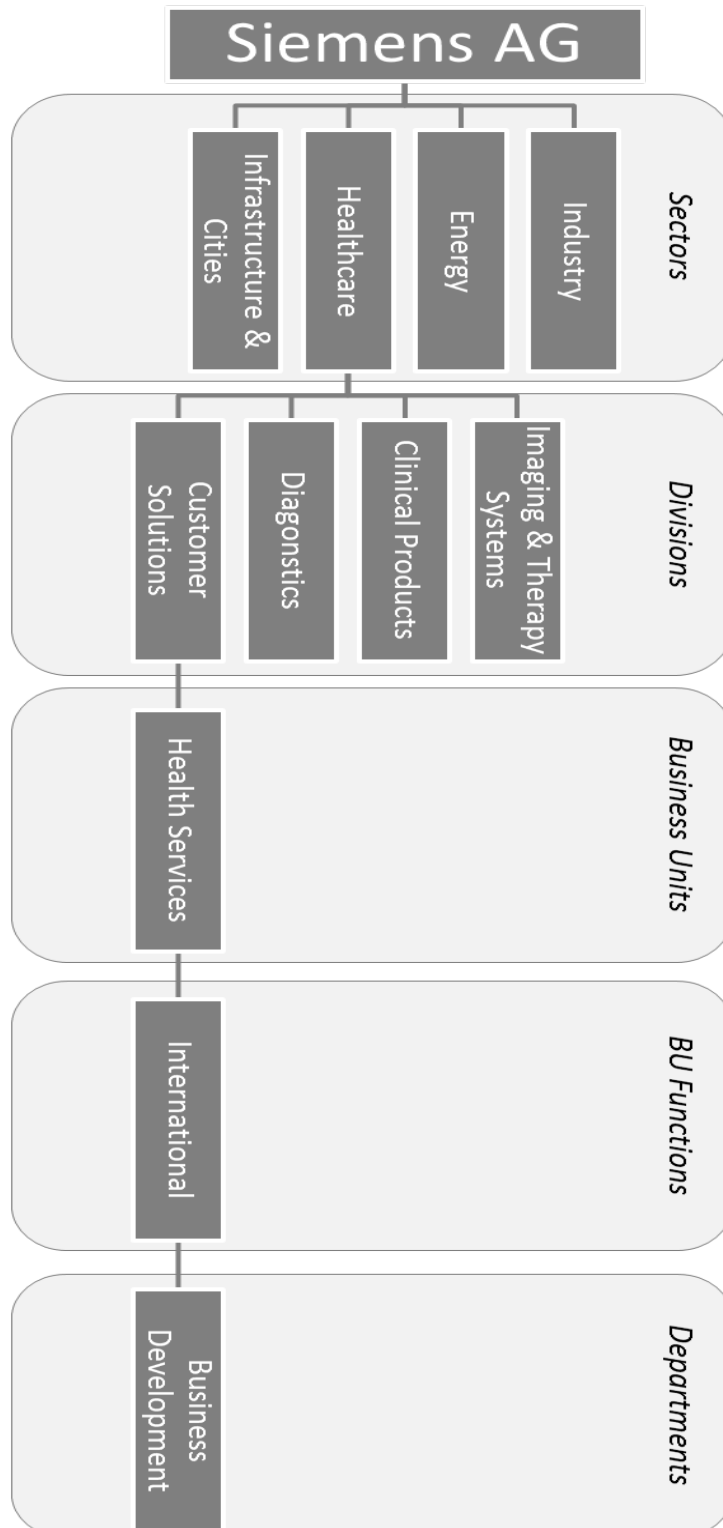 Siemens AG
Sectors
Industry
Energy
Healthcare
Infrastructure &
Cities
Divisions
Imaging & Therapy
Systems
Clinical Products
Diagonstics
Customer
Solutions
Business Units
Health Services
BU Functions
International
Departments
Business
Development